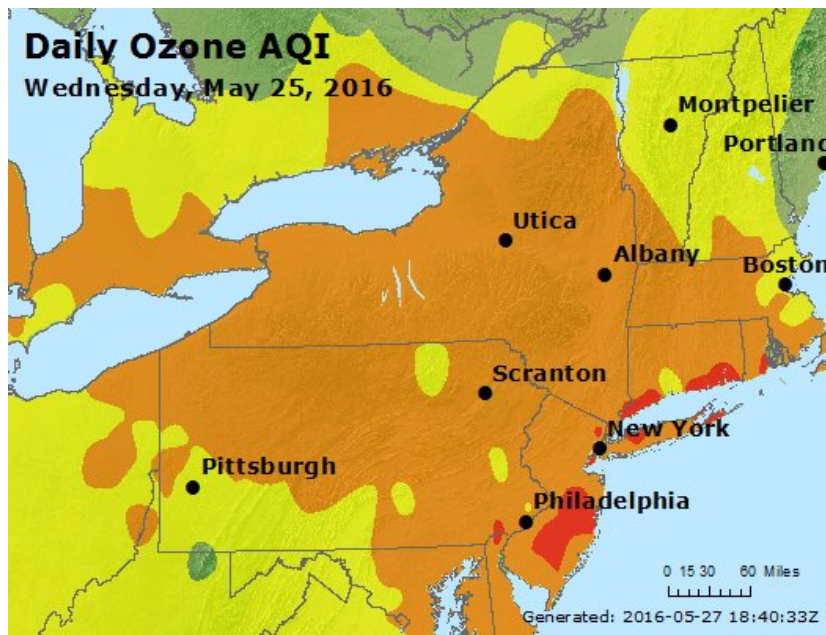 Daily Ozone AQI
Wednesday, May 25, 2016
Montpelier
Portland
Utica
Albany
Boston
Scranton
New York
Pittsburgh
Philadelphia
0 15 30 60 Miles
Generated: 2016-05-27 18:40:33Z